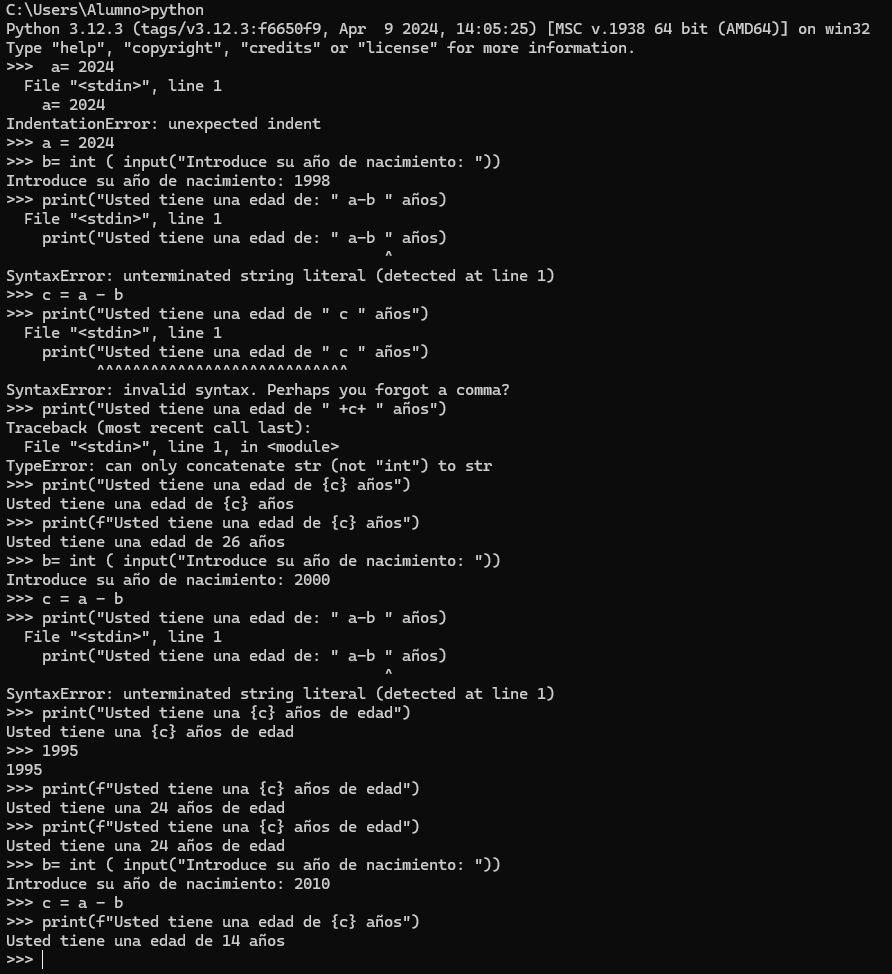 C:\Users\Alumno>python
Python 3.12.3 (tags/v3.12.3:f6650f9, Apr  9 2024, 14:05:25) [MSC v.1938 64 bit (AMD64)] on win32
Type "help", "copyright", "credits" or "license" for more information.
>>>  a= 2024
  File "<stdin>", line 1
    a= 2024
IndentationError: unexpected indent
>>> a = 2024
>>> b= int ( input("Introduce su año de nacimiento: "))
Introduce su año de nacimiento: 1998
>>> print("Usted tiene una edad de: " a-b " años)
  File "<stdin>", line 1
    print("Usted tiene una edad de: " a-b " años)
                                          ^
SyntaxError: unterminated string literal (detected at line 1)
>>> c = a - b
>>> print("Usted tiene una edad de " c " años")
  File "<stdin>", line 1
    print("Usted tiene una edad de " c " años")
          ^^^^^^^^^^^^^^^^^^^^^^^^^^^^
SyntaxError: invalid syntax. Perhaps you forgot a comma?
>>> print("Usted tiene una edad de " +c+ " años")
Traceback (most recent call last):
  File "<stdin>", line 1, in <module>
TypeError: can only concatenate str (not "int") to str
>>> print("Usted tiene una edad de {c} años")
Usted tiene una edad de {c} años
>>> print(f"Usted tiene una edad de {c} años")
Usted tiene una edad de 26 años
>>> b= int ( input("Introduce su año de nacimiento: "))
Introduce su año de nacimiento: 2000
>>> c = a - b
>>> print("Usted tiene una edad de: " a-b " años)
  File "<stdin>", line 1
    print("Usted tiene una edad de: " a-b " años)
                                          ^
SyntaxError: unterminated string literal (detected at line 1)
>>> print("Usted tiene una {c} años de edad")
Usted tiene una {c} años de edad
>>> 1995
1995
>>> print(f"Usted tiene una {c} años de edad")
Usted tiene una 24 años de edad
>>> print(f"Usted tiene una {c} años de edad")
Usted tiene una 24 años de edad
>>> b= int ( input("Introduce su año de nacimiento: "))
Introduce su año de nacimiento: 2010
>>> c = a - b
>>> print(f"Usted tiene una edad de {c} años")
Usted tiene una edad de 14 años
>>>